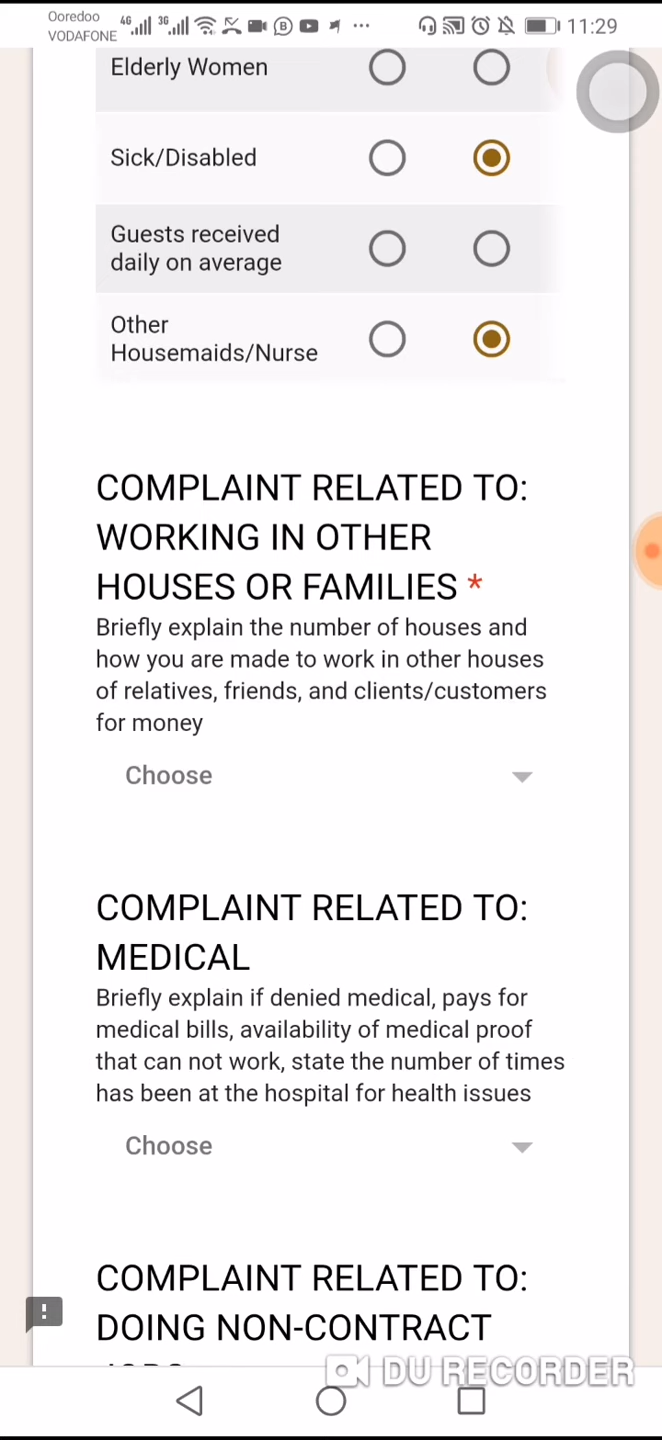 Ooredoo
VODAFONE
4G
3G
B
11:29
Elderly Women
Sick/Disabled
Guests received
daily on average
Other
Housemaids/Nurse
COMPLAINT RELATED TO:
WORKING IN OTHER
HOUSES OR FAMILIES *
Briefly explain the number of houses and
how you are made to work in other houses
of relatives, friends, and clients/customers
for money
Choose
COMPLAINT RELATED TO:
MEDICAL
Briefly explain if denied medical, pays for
medical bills, availability of medical proof
that can not work, state the number of times
has been at the hospital for health issues
Choose
COMPLAINT RELATED TO:
DOING NON-CONTRACT
DU RECORDER